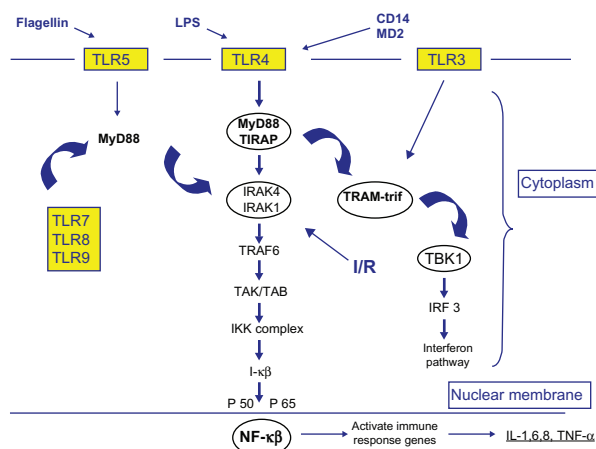 Flagellin
LPS
CD14
MD2
TLR5
TLR4
TLR3
MyD88
MyD88
TIRAP
IRAK4
IRAK1
TRAM-trif
Cytoplasm
TLR7
TLR8
TLR9
TRAF6
I/R
TBK1
TAK/TAB
IRF 3
IKK complex
Interferon
pathway
I-κβ
Nuclear membrane
P 50 P 65
NF-κβ
Activate immune
response genes
IL-1,6,8, TNF-α